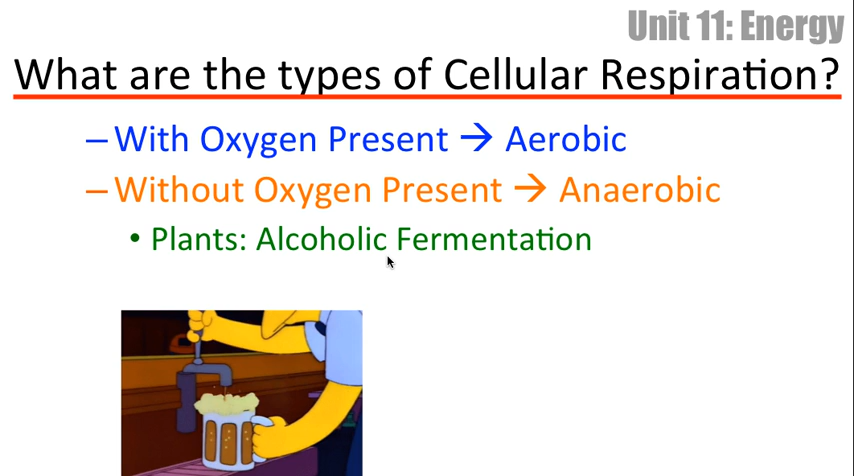 Unit 11: Energy
What are the types of Cellular Respiration?
– With Oxygen Present → Aerobic
– Without Oxygen Present → Anaerobic
• Plants: Alcoholic Fermentation